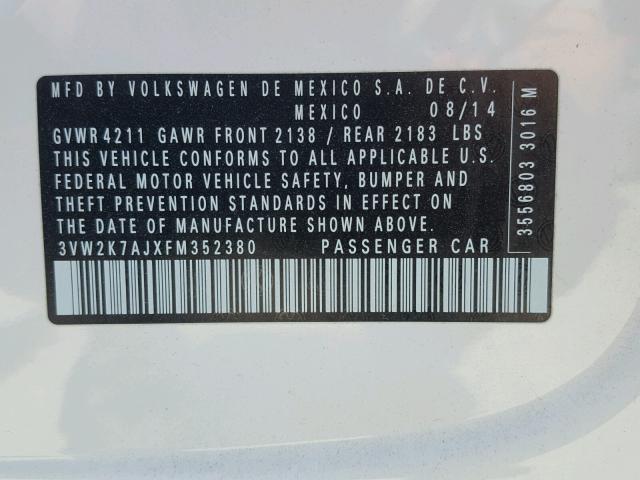 MFD BY VOLKSWAGEN DE MEXICO S.A. DE C.V.
MEXICO 08/14
GVWR 4211 GAWR FRONT 2138 / REAR 2183 LBS
THIS VEHICLE CONFORMS TO ALL APPLICABLE U.S.
FEDERAL MOTOR VEHICLE SAFETY, BUMPER AND
THEFT PREVENTION STANDARDS IN EFFECT ON
THE DATE OF MANUFACTURE SHOWN ABOVE.
3VW2K7AJXFM352380 PASSENGER CAR
3556803 3016 M